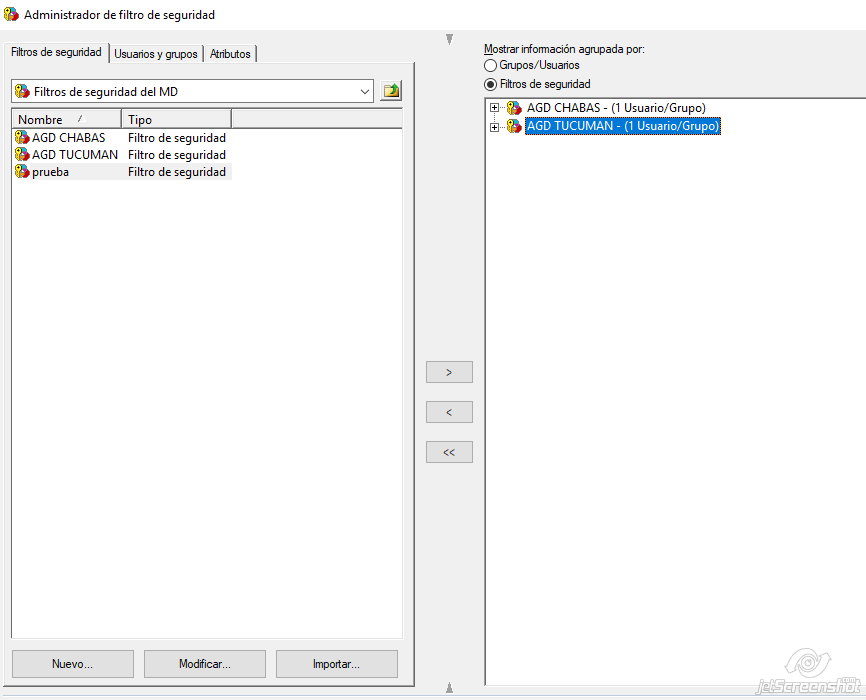 Administrador de filtro de seguridad
Filtros de seguridad
Usuarios y grupos
Atributos
Filtros de seguridad del MD
Nombre
Tipo
AGD CHABAS Filtro de seguridad
AGD TUCUMAN Filtro de seguridad
prueba Filtro de seguridad
Nuevo...
Modificar...
Importar...
>
<
<<
Mostrar información agrupada por:
Grupos/Usuarios
Filtros de seguridad
AGD CHABAS - (1 Usuario/Grupo)
AGD TUCUMAN - (1 Usuario/Grupo)
jetScreenshot